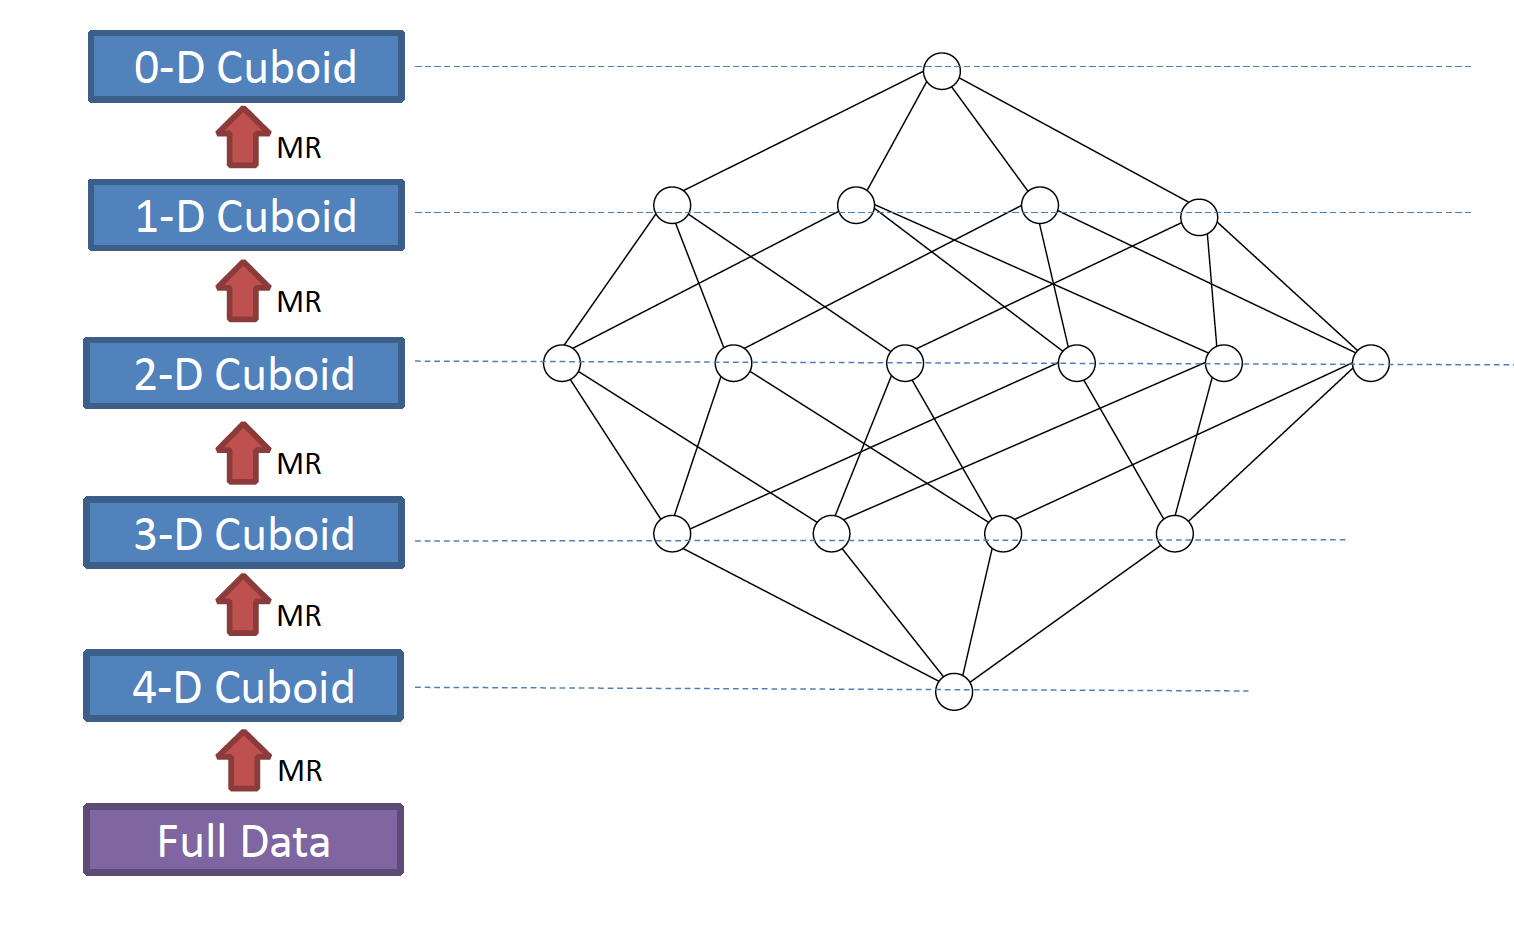 0-D Cuboid
MR
1-D Cuboid
MR
2-D Cuboid
MR
3-D Cuboid
MR
4-D Cuboid
MR
Full Data